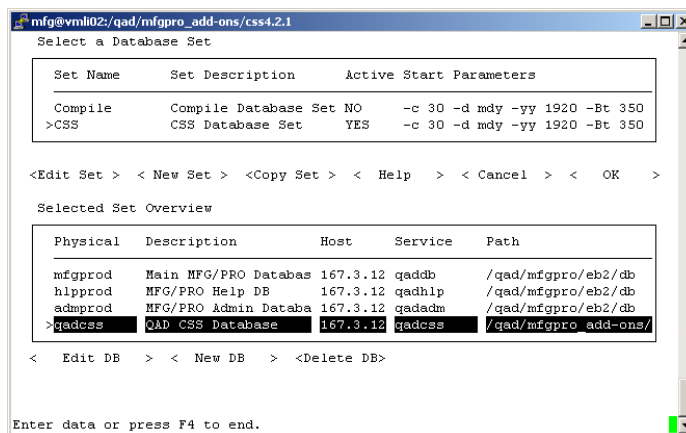 mfg@vmli02:/qad/mfgpro_add-ons/css4.2.1
Select a Database Set
Set Name Set Description Active Start Parameters
Compile Compile Database Set NO -c 30 -d mdy -yy 1920 -Bt 350
>CSS CSS Database Set YES -c 30 -d mdy -yy 1920 -Bt 350
<Edit Set > < New Set > <Copy Set > < Help > < Cancel > < OK >
Selected Set Overview
Physical Description Host Service Path
mfgprod Main MFG/PRO Databas 167.3.12 qaddb /qad/mfgpro/eb2/db
hlpprod MFG/PRO Help DB 167.3.12 qadhlp /qad/mfgpro/eb2/db
admprod MFG/PRO Admin Databa 167.3.12 qadadm /qad/mfgpro/eb2/db
>qadcss QAD CSS Database 167.3.12 qadcss /qad/mfgpro_add-ons/
< Edit DB > < New DB > <Delete DB>
Enter data or press F4 to end.